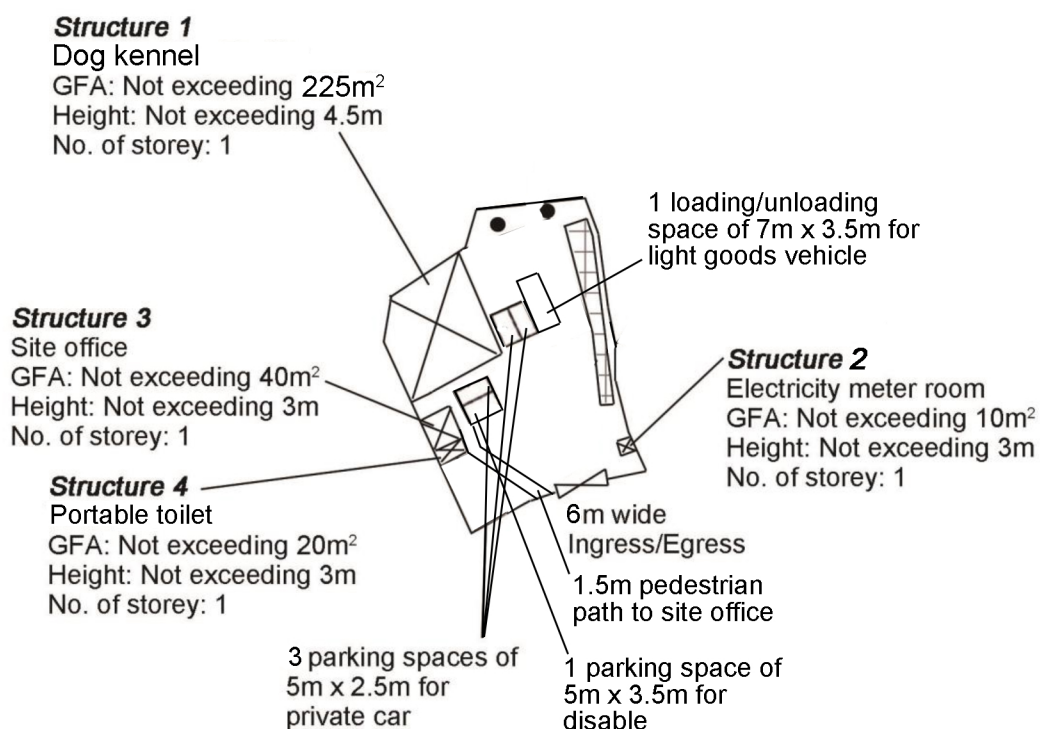 Structure 1
Dog kennel
GFA: Not exceeding 225m²
Height: Not exceeding 4.5m
No. of storey: 1
1 loading/unloading
space of 7m x 3.5m for
light goods vehicle
Structure 3
Site office
GFA: Not exceeding 40m²
Height: Not exceeding 3m
No. of storey: 1
Structure 2
Electricity meter room
GFA: Not exceeding 10m²
Height: Not exceeding 3m
No. of storey: 1
Structure 4
Portable toilet
GFA: Not exceeding 20m²
Height: Not exceeding 3m
No. of storey: 1
6m wide
Ingress/Egress
1.5m pedestrian
path to site office
3 parking spaces of
5m x 2.5m for
private car
1 parking space of
5m x 3.5m for
disable